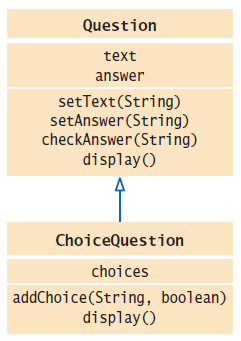 Question
text
answer
setText(String)
setAnswer(String)
checkAnswer(String)
display()
ChoiceQuestion
choices
addChoice(String, boolean)
display()